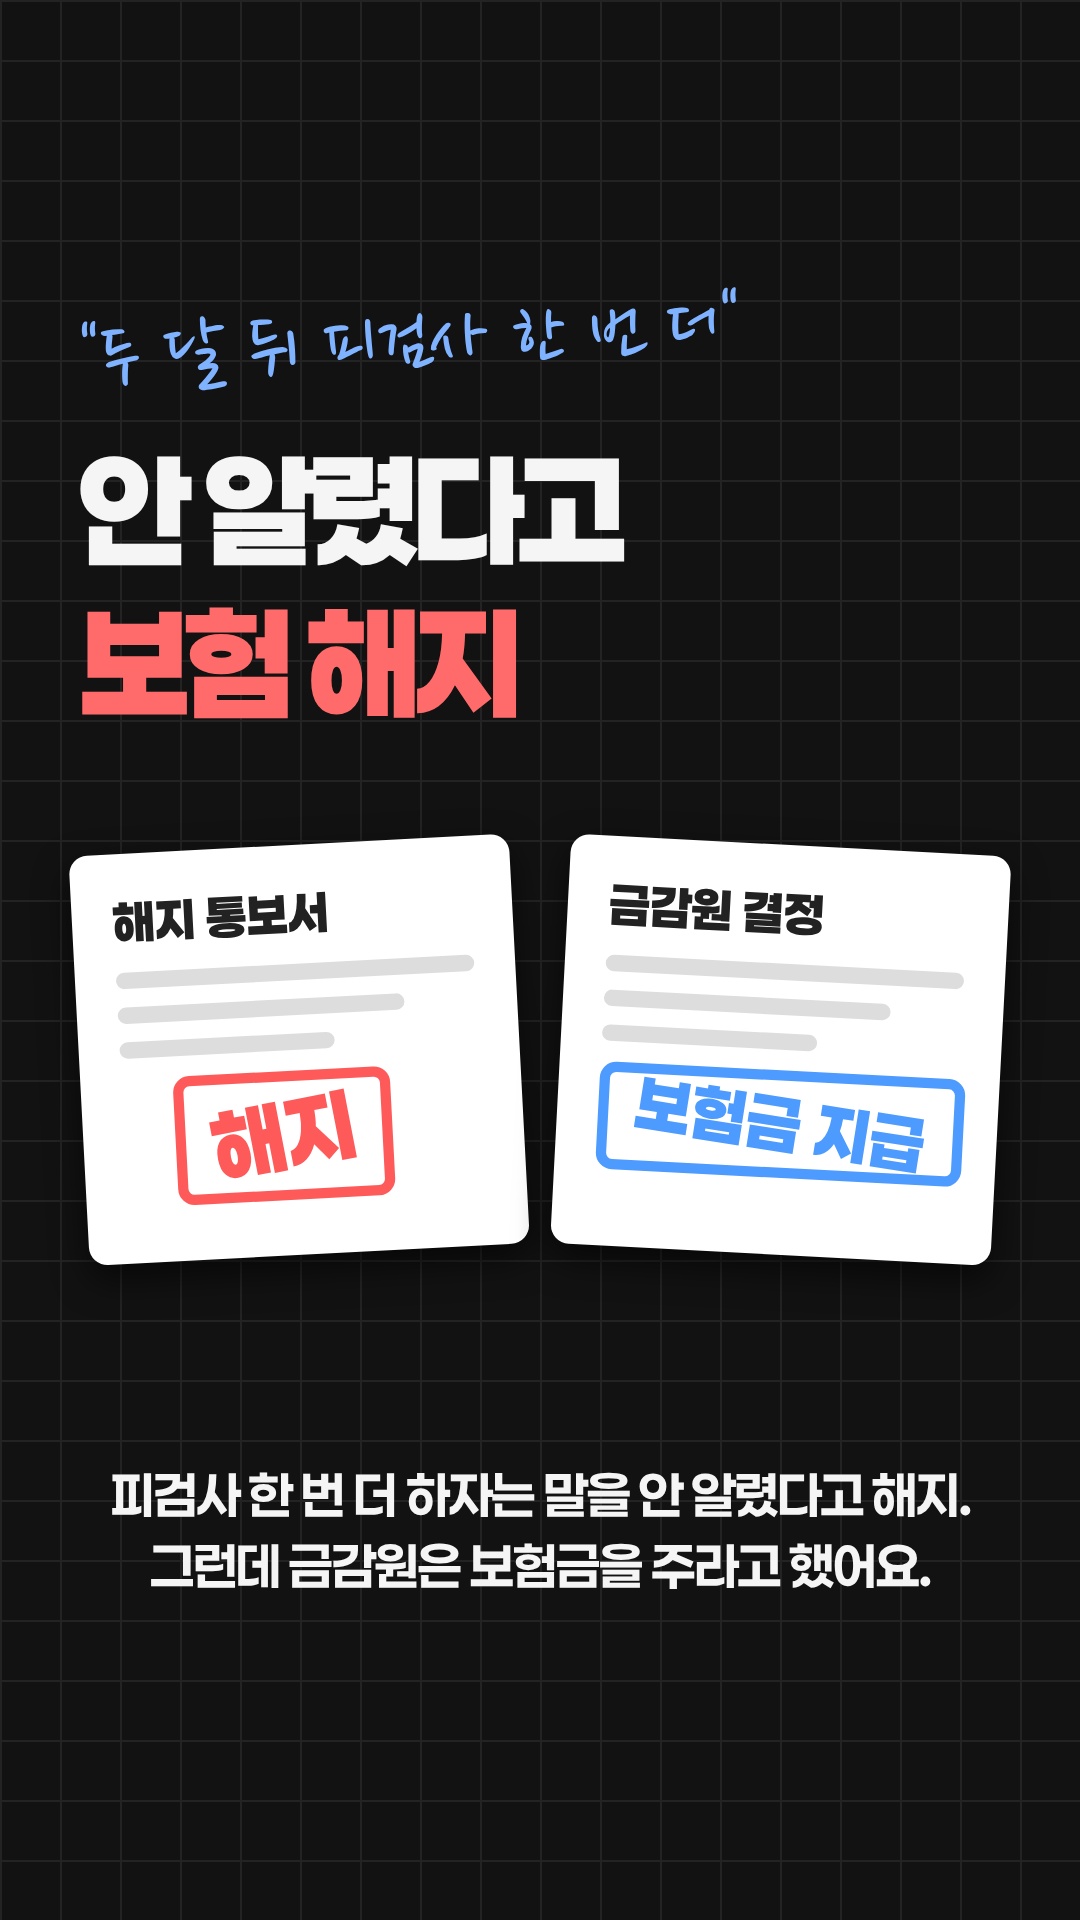 "두 달 뒤 피검사 한 번 더"
안 알렸다고
보험 해지
해지 통보서
해지
금감원 결정
보험금 지급
피검사 한 번 더 하자는 말을 안 알렸다고 해지.
그런데 금감원은 보험금을 주라고 했어요.